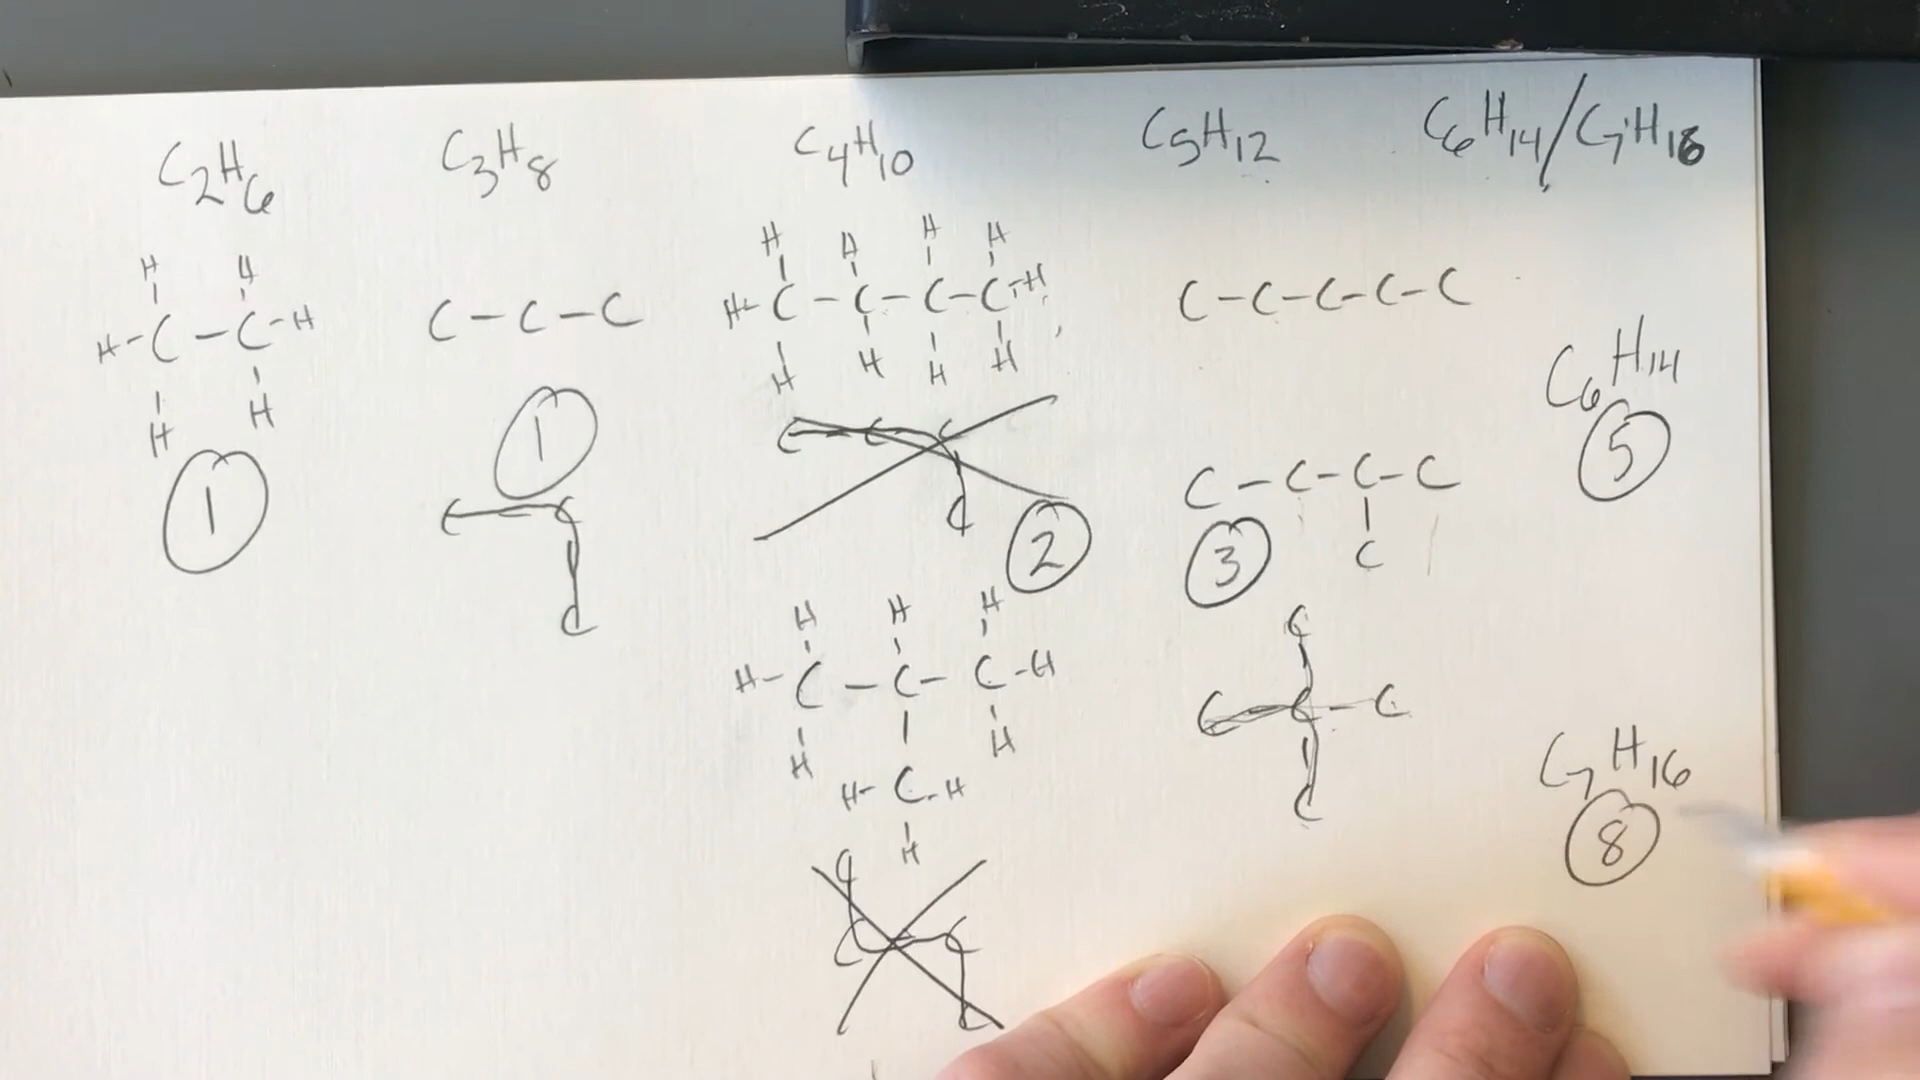 C2H6 C3H8 C4H10 C5H12 C6H14/C7H16
H H
H-C-C-H
H H
1
C-C-C
1
C-C
C
H H H H
H-C-C-C-C-H
H H H H
C-C-C
C
2
H H H
H-C-C-C-H
H H
H-C-H
H
C
C-C
C
C-C-C-C-C
C-C-C-C
C
3
C
C-C-C
C
C6H14
5
C7H16
8